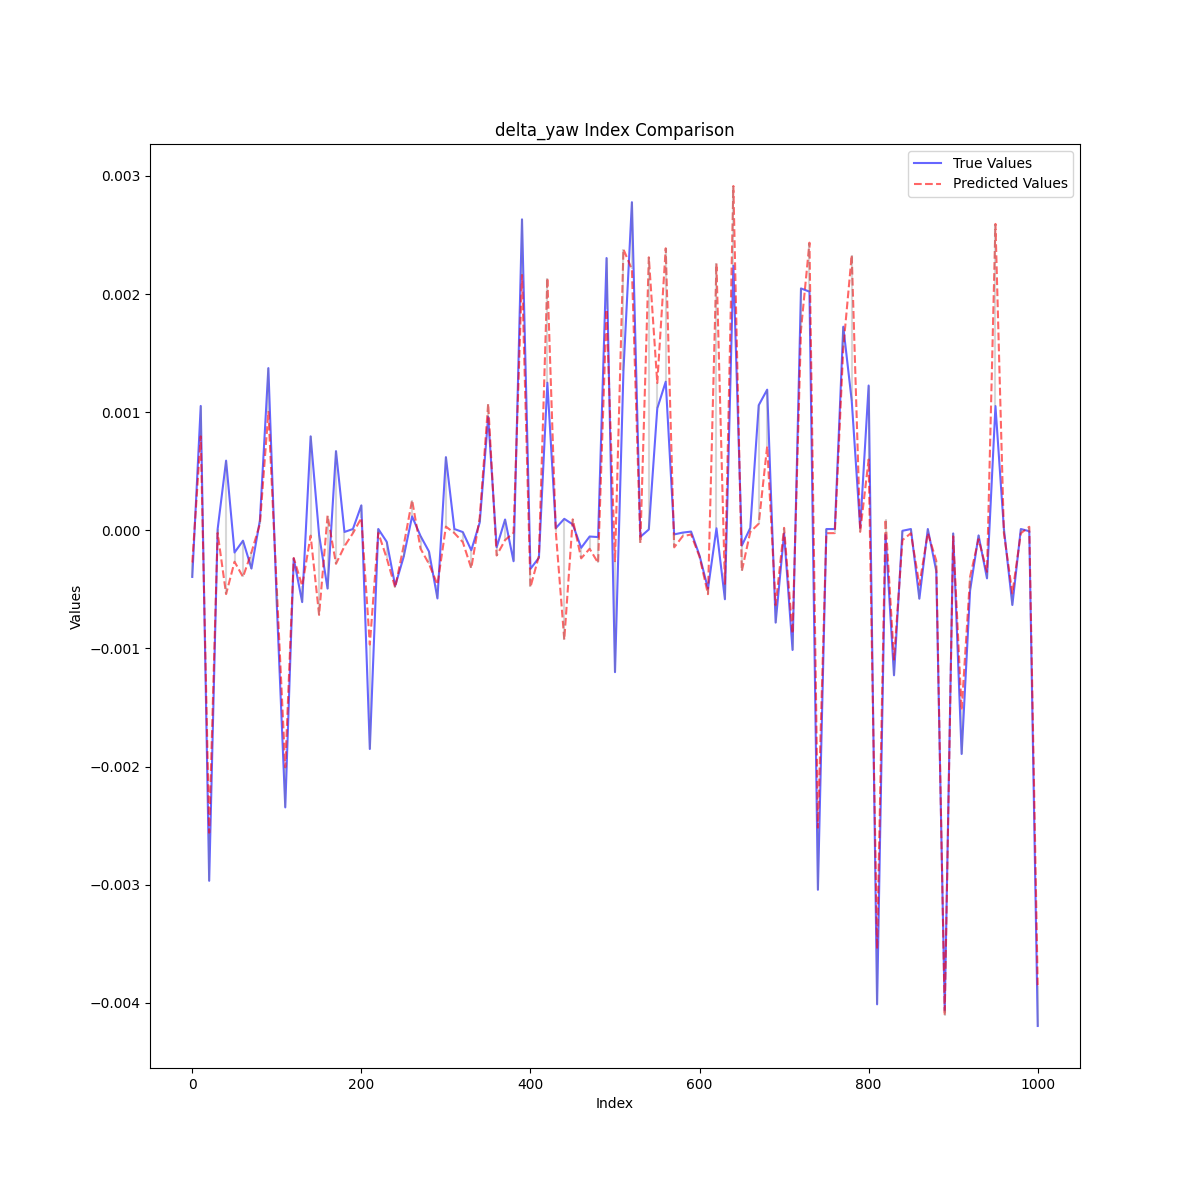 delta_yaw Index Comparison
True Values
Predicted Values
0.003
0.002
0.001
0.000
−0.001
−0.002
−0.003
−0.004
Values
0 200 400 600 800 1000
Index